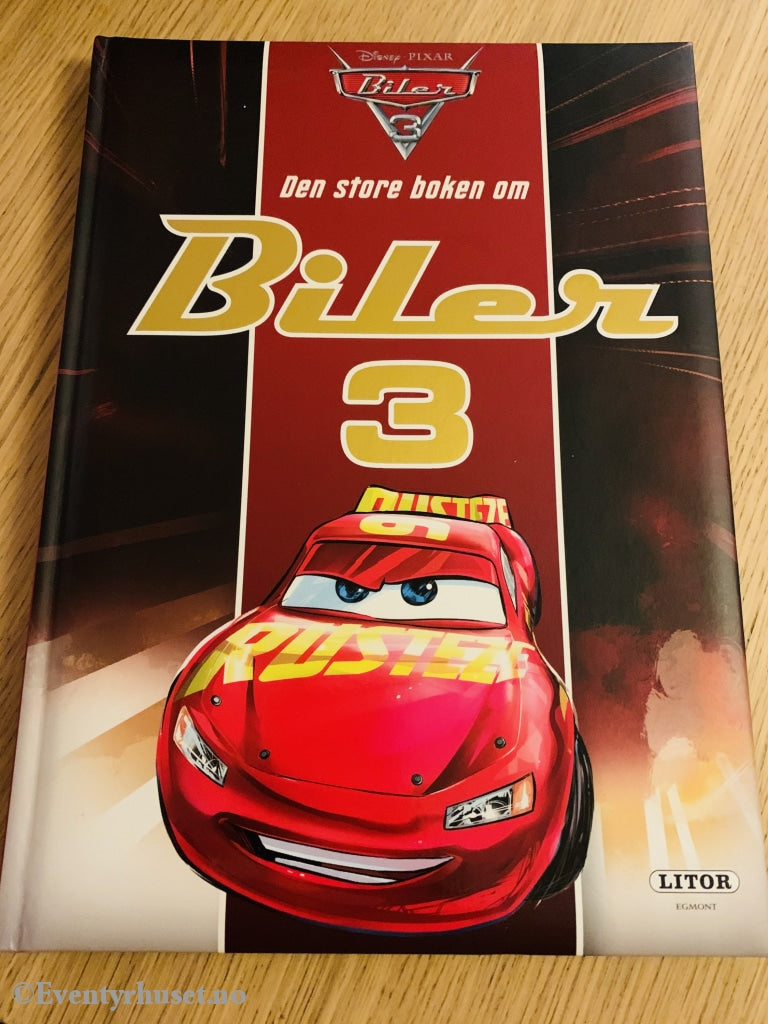 Disney PIXAR
Biler
3
Den store boken om
Biler
3
RUSTEZE
95
RUSTEZE
LITOR
EGMONT
©Eventyrhuset.no